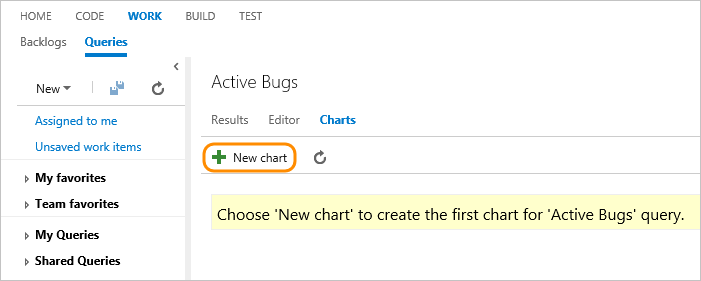 HOME CODE WORK BUILD TEST
Backlogs Queries
New
Assigned to me
Unsaved work items
My favorites
Team favorites
My Queries
Shared Queries
Active Bugs
Results Editor Charts
New chart
Choose 'New chart' to create the first chart for 'Active Bugs' query.